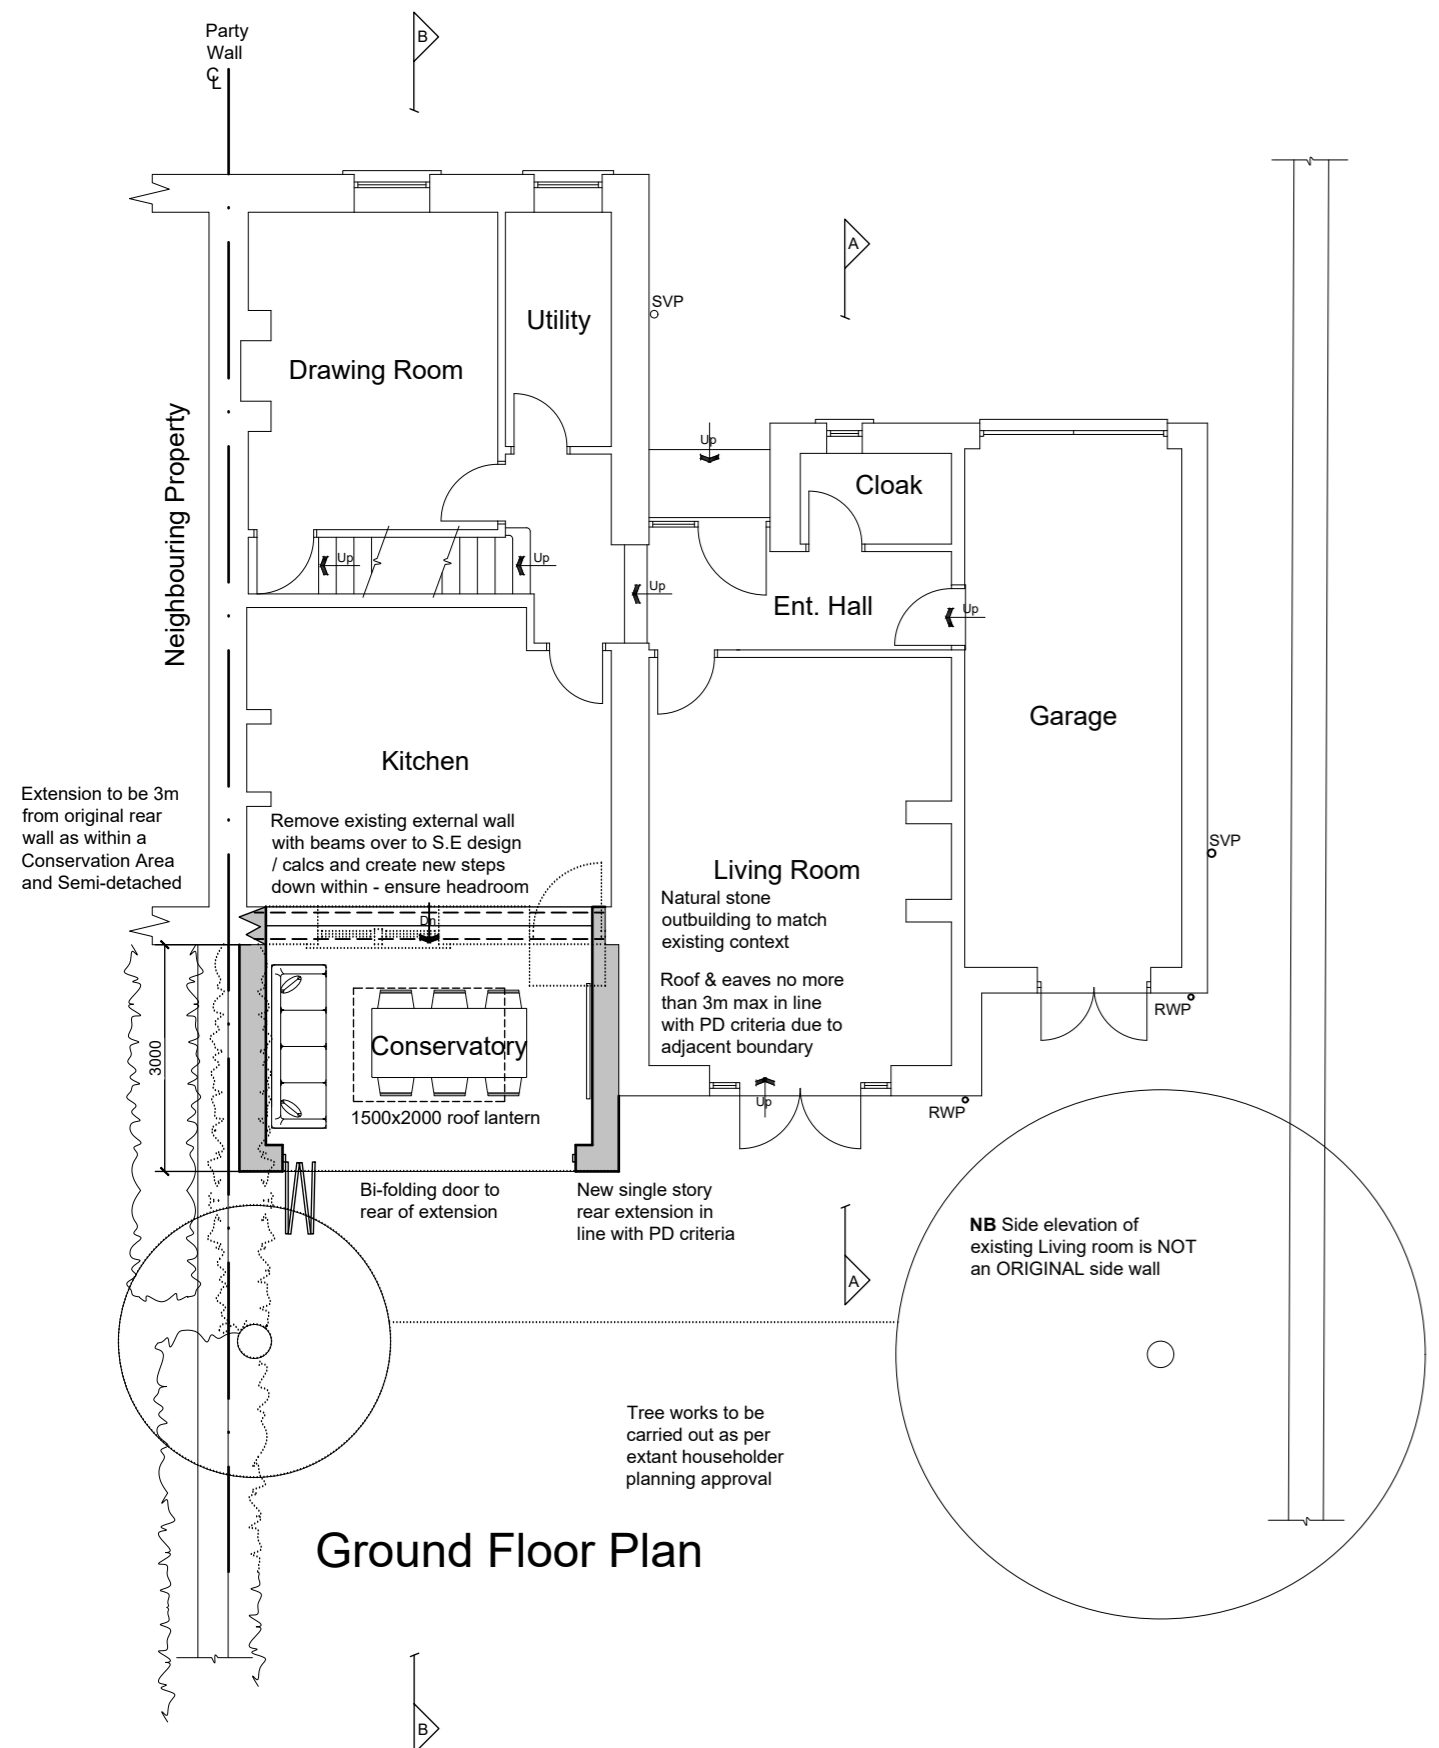 Party
Wall
B
A
SVP
Utility
Drawing Room
Up
Cloak
Neighbouring Property
Up
Up
Up
Up
Ent. Hall
Garage
Kitchen
Extension to be 3m
from original rear
wall as within a
Conservation Area
and Semi-detached
Remove existing external wall
with beams over to S.E design
/ calcs and create new steps
down within - ensure headroom
SVP
Living Room
Natural stone
outbuilding to match
existing context
Dn
Roof & eaves no more
than 3m max in line
with PD criteria due to
adjacent boundary
RWP
3000
Conservatory
1500x2000 roof lantern
Up
RWP
Bi-folding door to
rear of extension
New single story
rear extension in
line with PD criteria
NB Side elevation of
existing Living room is NOT
an ORIGINAL side wall
A
Tree works to be
carried out as per
extant householder
planning approval
Ground Floor Plan
B